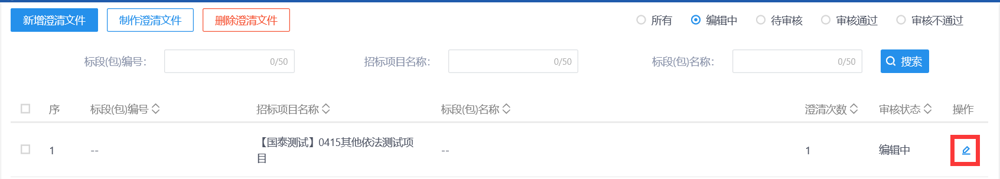 新增澄清文件 制作澄清文件 删除澄清文件 所有 编辑中 待审核 审核通过 审核不通过
标段(包)编号： 0/50 招标项目名称： 0/50 标段(包)名称： 0/50 搜索
序 标段(包)编号 招标项目名称 标段(包)名称 澄清次数 审核状态 操作
1 -- 【国泰测试】0415其他依法测试项 -- 1 编辑中
目